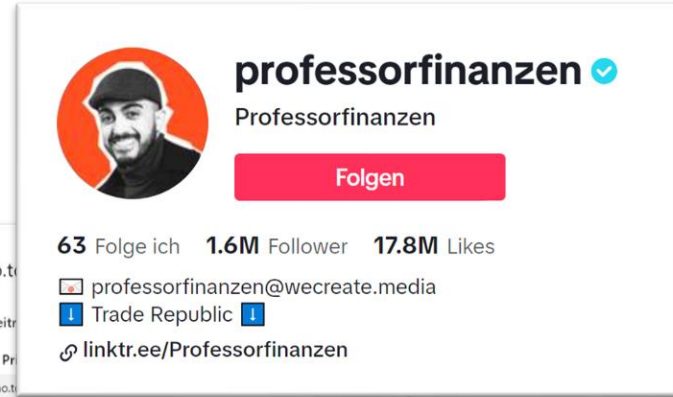 professorfinanzen
Professorfinanzen
Folgen
63 Folge ich 1.6M Follower 17.8M Likes
professorfinanzen@wecreate.media
Trade Republic
linktr.ee/Professorfinanzen